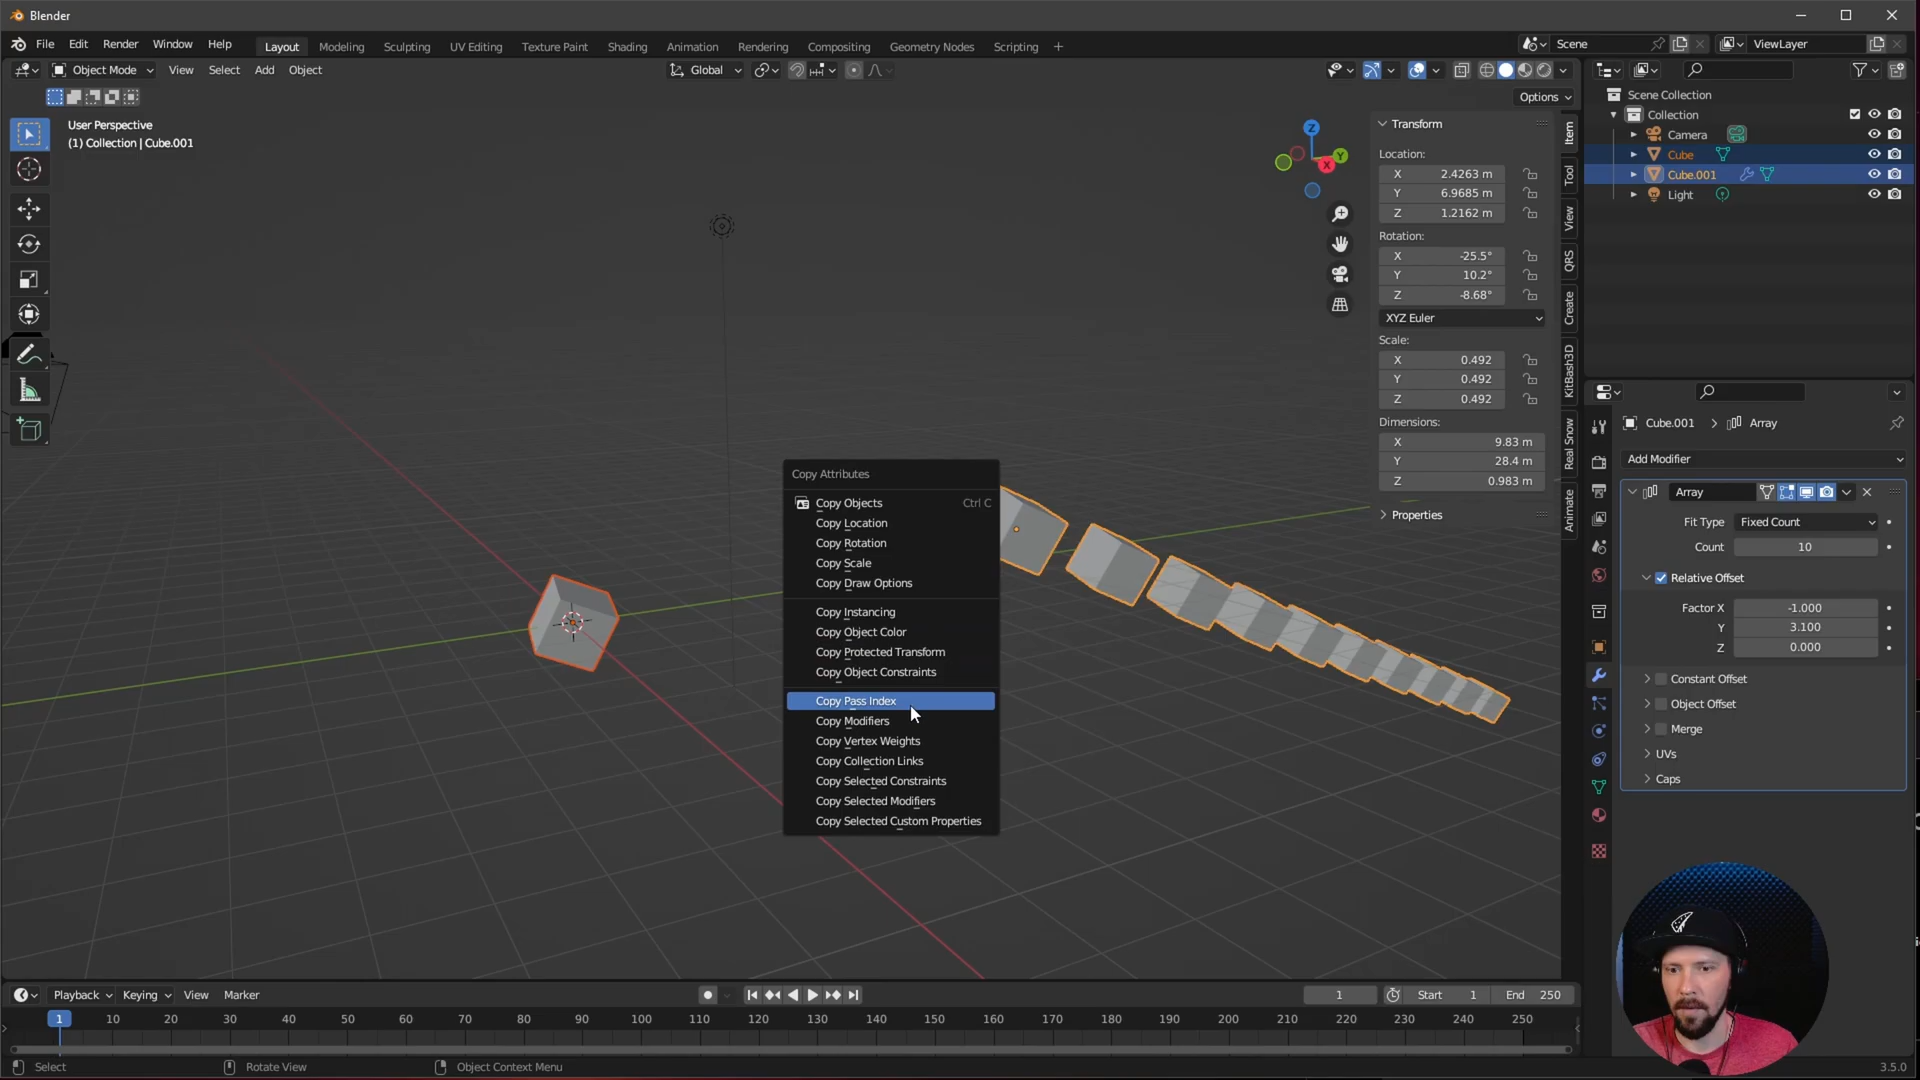 Blender
File Edit Render Window Help
Layout Modeling Sculpting UV Editing Texture Paint Shading Animation Rendering Compositing Geometry Nodes Scripting +
Scene ViewLayer
Object Mode View Select Add Object
Global
Options
User Perspective
(1) Collection | Cube.001
Z
Y
X
Transform
Location:
X 2.4263 m
Y 6.9685 m
Z 1.2162 m
Rotation:
X -25.5°
Y 10.2°
Z -8.68°
XYZ Euler
Scale:
X 0.492
Y 0.492
Z 0.492
Dimensions:
X 9.83 m
Y 28.4 m
Z 0.983 m
Properties
Item
Tool
View
QRS
Create
KitBash3D
Real Snow
Animate
Scene Collection
Collection
Camera
Cube
Cube.001
Light
Cube.001 > Array
Add Modifier
Array
Fit Type Fixed Count
Count 10
Relative Offset
Factor X -1.000
Y 3.100
Z 0.000
Constant Offset
Object Offset
Merge
UVs
Caps
Copy Attributes
Copy Objects Ctrl C
Copy Location
Copy Rotation
Copy Scale
Copy Draw Options
Copy Instancing
Copy Object Color
Copy Protected Transform
Copy Object Constraints
Copy Pass Index
Copy Modifiers
Copy Vertex Weights
Copy Collection Links
Copy Selected Constraints
Copy Selected Modifiers
Copy Selected Custom Properties
Playback Keying View Marker
1 Start 1 End 250
1 10 20 30 40 50 60 70 80 90 100 110 120 130 140 150 160 170 180 190 200 210 220 230 240 250
Select Rotate View Object Context Menu
3.5.0